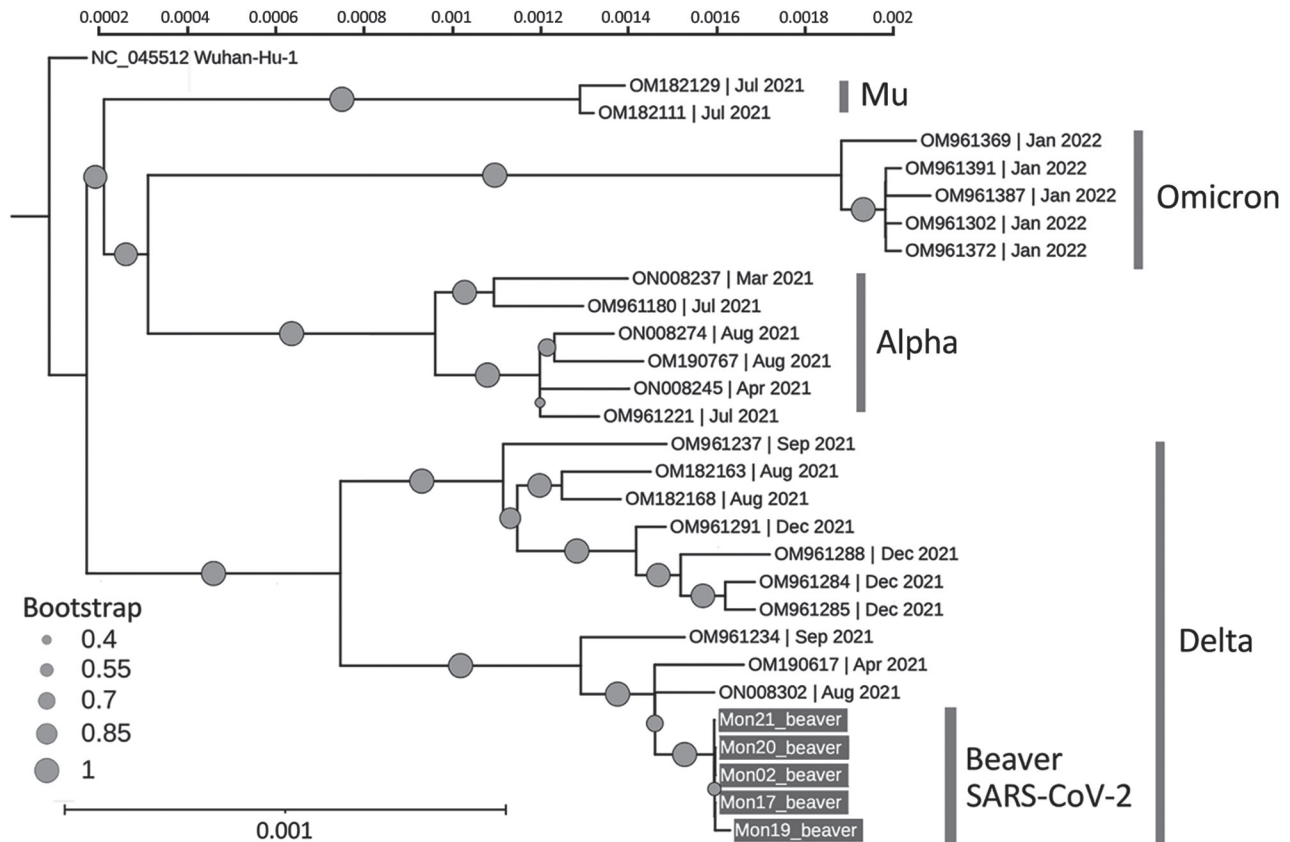 0.0002 0.0004 0.0006 0.0008 0.001 0.0012 0.0014 0.0016 0.0018 0.002
NC_045512 Wuhan-Hu-1
OM182129 | Jul 2021
OM182111 | Jul 2021
Mu
OM961369 | Jan 2022
OM961391 | Jan 2022
OM961387 | Jan 2022
OM961302 | Jan 2022
OM961372 | Jan 2022
Omicron
ON008237 | Mar 2021
OM961180 | Jul 2021
ON008274 | Aug 2021
OM190767 | Aug 2021
ON008245 | Apr 2021
OM961221 | Jul 2021
Alpha
OM961237 | Sep 2021
OM182163 | Aug 2021
OM182168 | Aug 2021
OM961291 | Dec 2021
OM961288 | Dec 2021
OM961284 | Dec 2021
OM961285 | Dec 2021
OM961234 | Sep 2021
OM190617 | Apr 2021
ON008302 | Aug 2021
Mon21_beaver
Mon20_beaver
Mon02_beaver
Mon17_beaver
Mon19_beaver
Beaver
SARS-CoV-2
Delta
Bootstrap
0.4
0.55
0.7
0.85
1
0.001